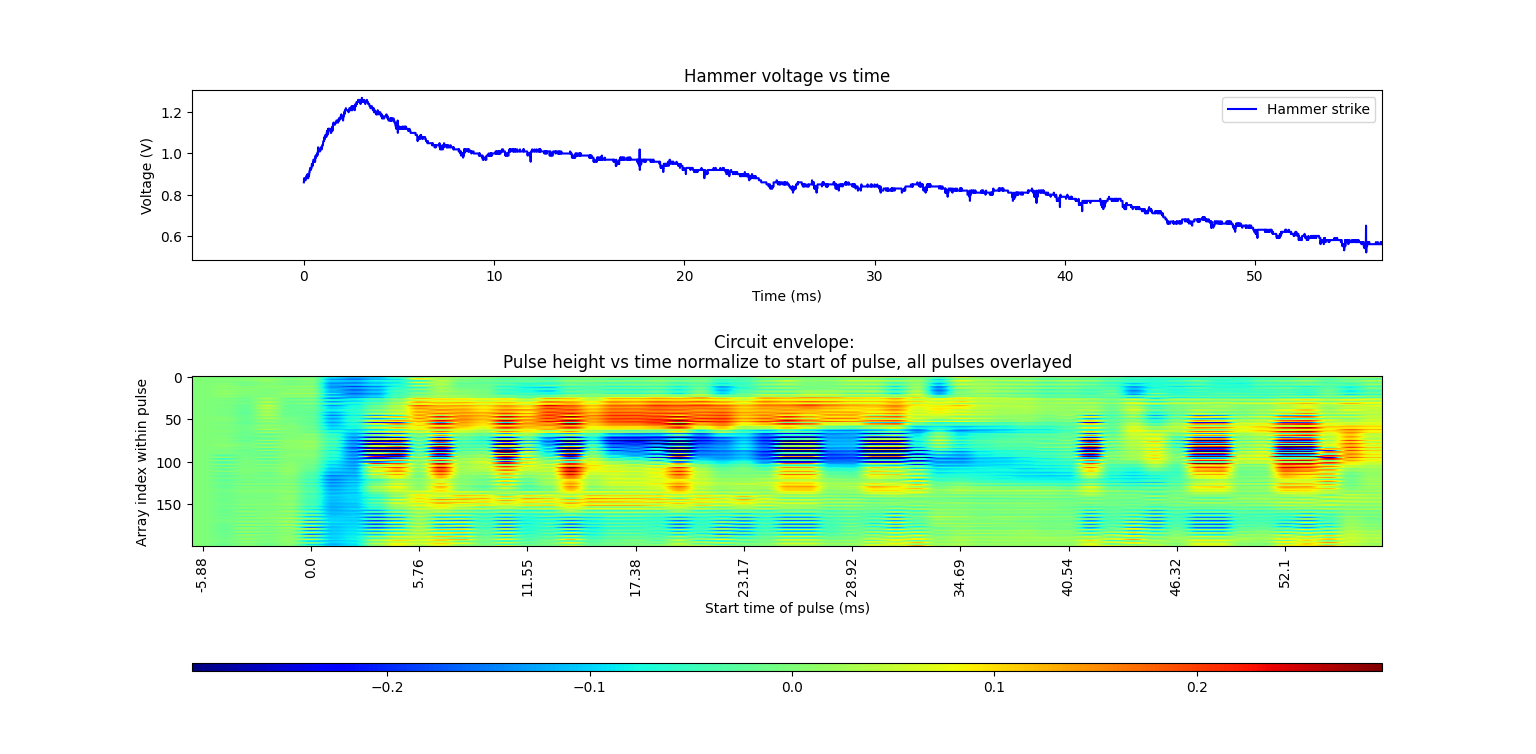 Hammer voltage vs time
Hammer strike
Voltage (V)
1.2
1.0
0.8
0.6
0 10 20 30 40 50
Time (ms)
Circuit envelope:
Pulse height vs time normalize to start of pulse, all pulses overlayed
Array index within pulse
0
50
100
150
-5.88 0.0 5.76 11.55 17.38 23.17 28.92 34.69 40.54 46.32 52.1
Start time of pulse (ms)
−0.2 −0.1 0.0 0.1 0.2